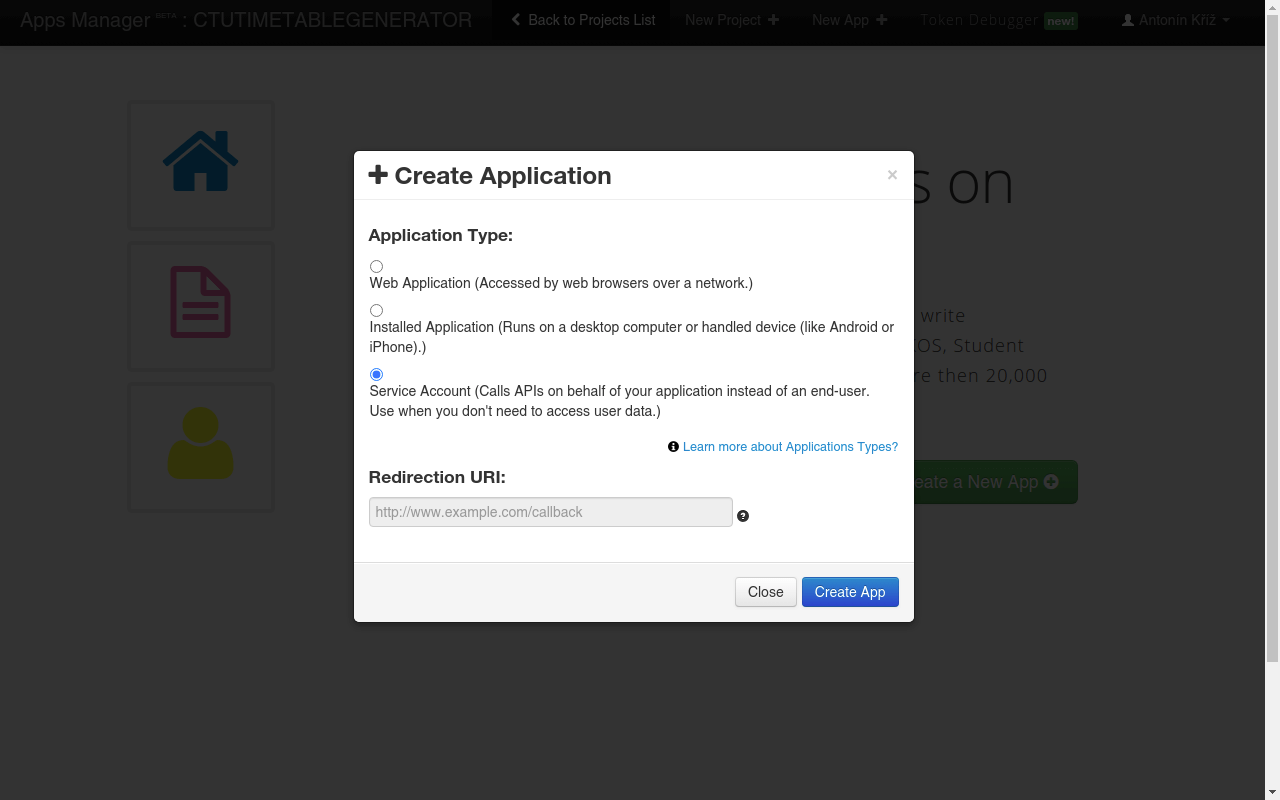 Apps Manager BETA : CTUTIMETABLEGENERATOR
Back to Projects List
New Project
New App
Token Debugger new!
Antonín Kříž
Create Application
×
s on
Application Type:
Web Application (Accessed by web browsers over a network.)
write
Installed Application (Runs on a desktop computer or handled device (like Android or
iPhone).)
OS, Student
Service Account (Calls APIs on behalf of your application instead of an end-user.
Use when you don't need to access user data.)
then 20,000
Learn more about Applications Types?
Redirection URI:
eate a New App
http://www.example.com/callback
Close
Create App